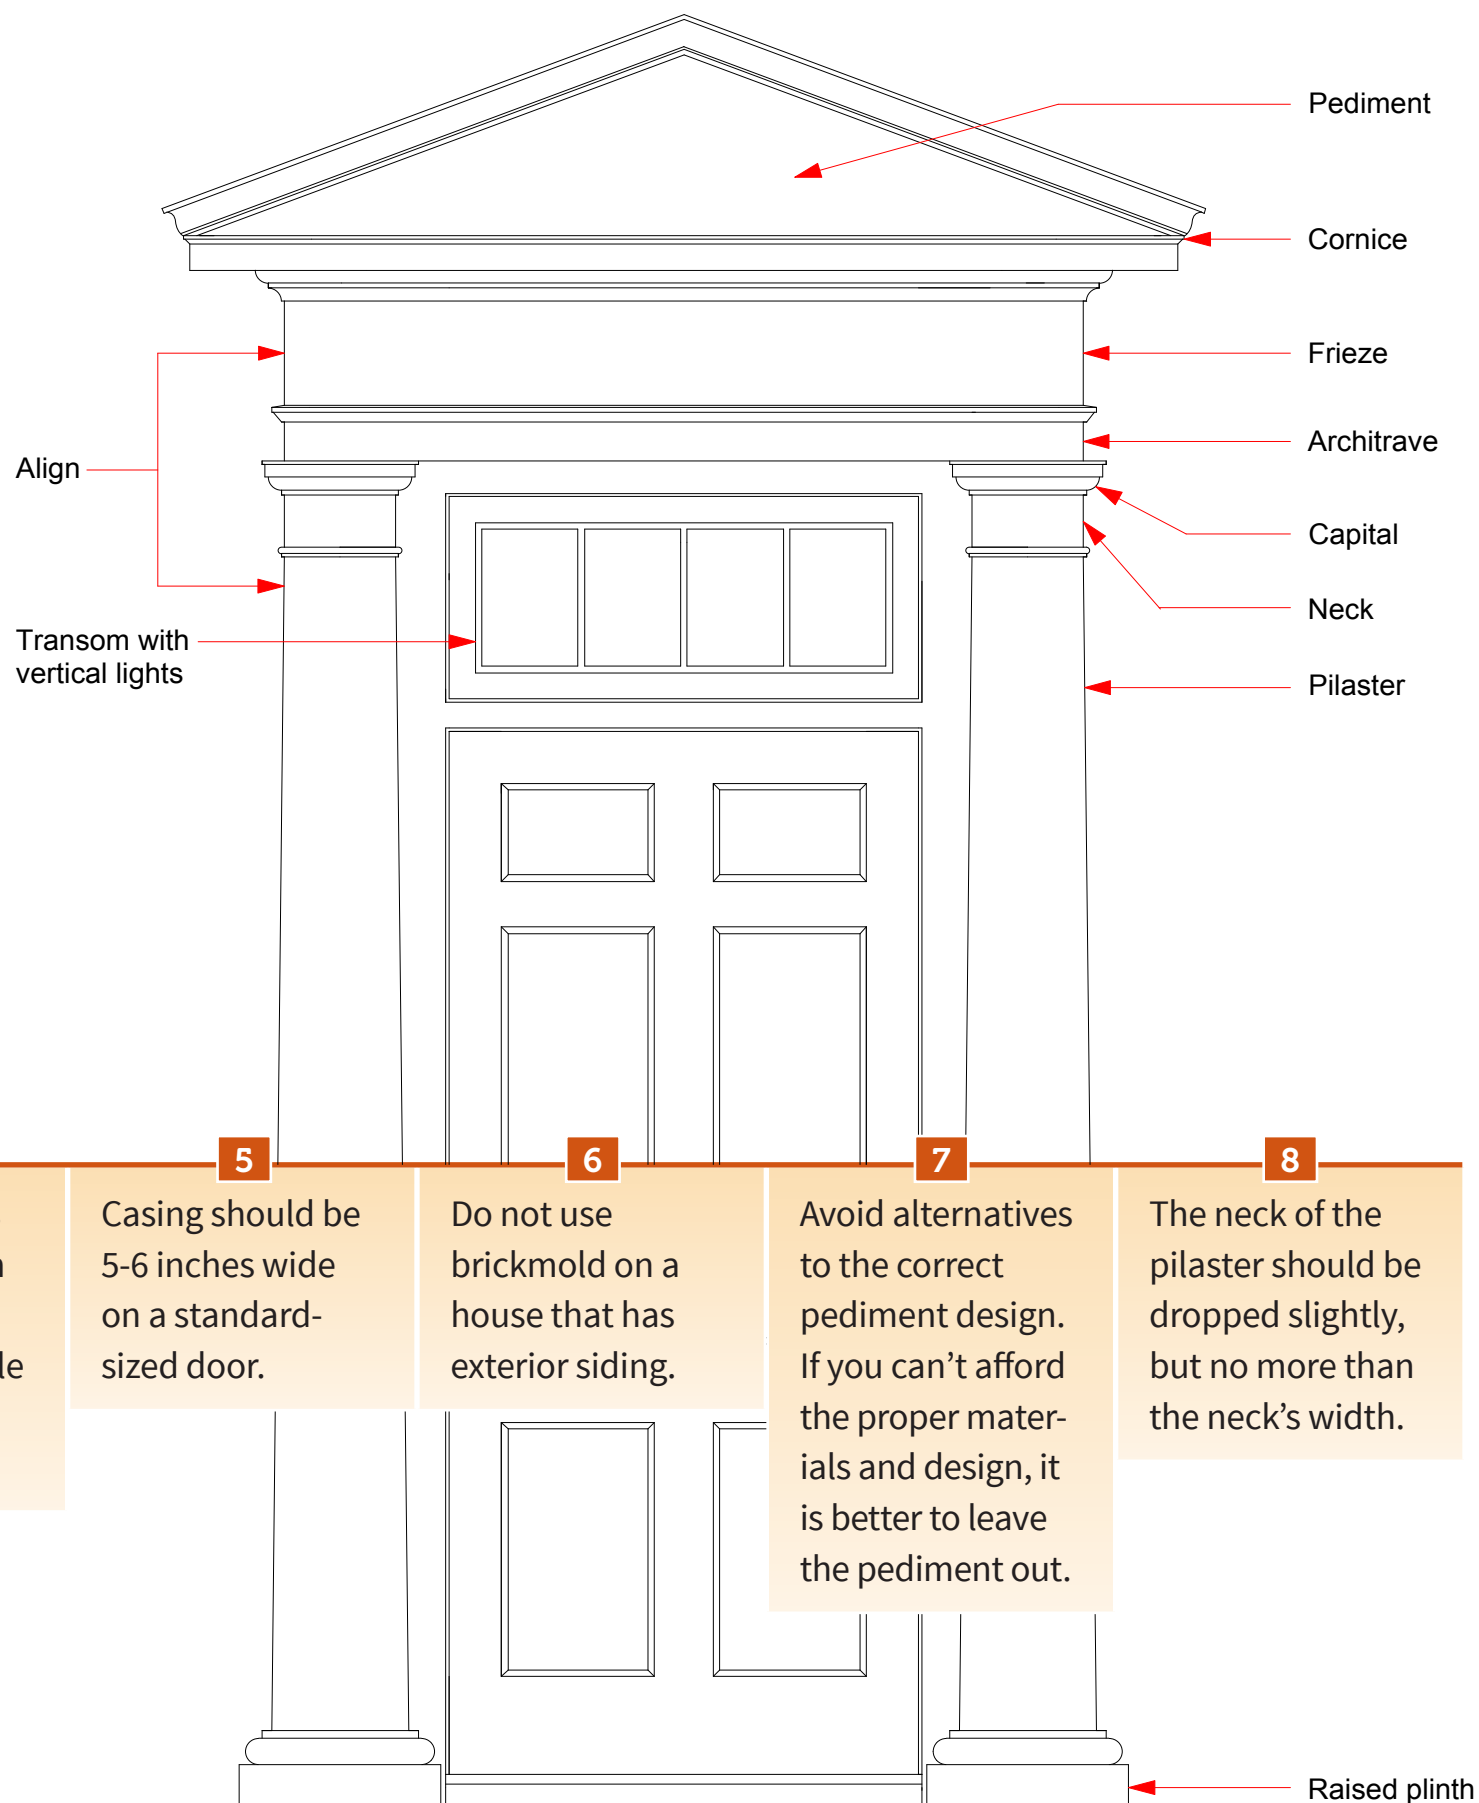 Pediment
Cornice
Frieze
Architrave
Capital
Neck
Pilaster
Align
Transom with
vertical lights
5
Casing should be
5-6 inches wide
on a standard-
sized door.
6
Do not use
brickmold on a
house that has
exterior siding.
7
Avoid alternatives
to the correct
pediment design.
If you can’t afford
the proper mater-
ials and design, it
is better to leave
the pediment out.
8
The neck of the
pilaster should be
dropped slightly,
but no more than
the neck’s width.
Raised plinth